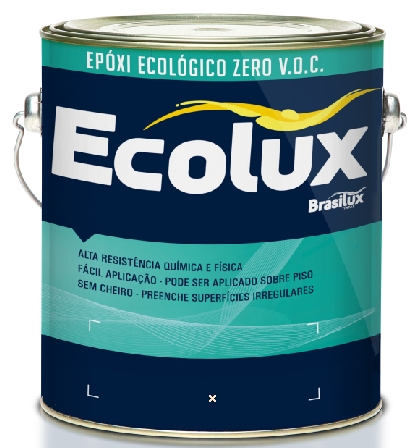 EPÓXI ECOLÓGICO ZERO V.O.C.
Ecolux
Brasilux
ALTA RESISTÊNCIA QUÍMICA E FÍSICA
FÁCIL APLICAÇÃO - PODE SER APLICADO SOBRE PISO
SEM CHEIRO - PREENCHE SUPERFÍCIES IRREGULARES